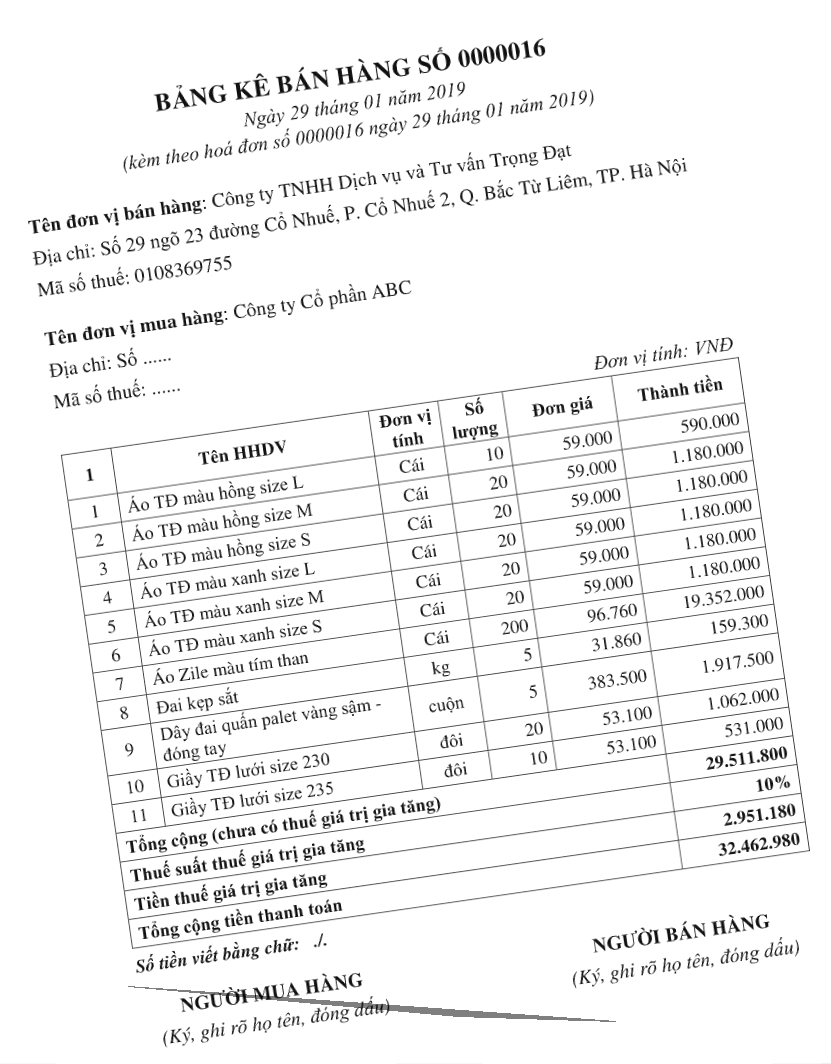 BẢNG KÊ BÁN HÀNG SỐ 0000016
Ngày 29 tháng 01 năm 2019
(kèm theo hoá đơn số 0000016 ngày 29 tháng 01 năm 2019)
Tên đơn vị bán hàng: Công ty TNHH Dịch vụ và Tư vấn Trọng Đạt
Địa chỉ: Số 29 ngõ 23 đường Cổ Nhuế, P. Cổ Nhuế 2, Q. Bắc Từ Liêm, TP. Hà Nội
Mã số thuế: 0108369755
Tên đơn vị mua hàng: Công ty Cổ phần ABC
Địa chỉ: Số ......
Mã số thuế: ......
Đơn vị tính: VNĐ
1 Tên HHDV Đơn vị tính Số lượng Đơn giá Thành tiền
1 Áo TĐ màu hồng size L Cái 10 59.000 590.000
2 Áo TĐ màu hồng size M Cái 20 59.000 1.180.000
3 Áo TĐ màu hồng size S Cái 20 59.000 1.180.000
4 Áo TĐ màu xanh size L Cái 20 59.000 1.180.000
5 Áo TĐ màu xanh size M Cái 20 59.000 1.180.000
6 Áo TĐ màu xanh size S Cái 20 59.000 1.180.000
7 Áo Zile màu tím than Cái 200 96.760 19.352.000
8 Đai kẹp sắt kg 5 31.860 159.300
9 Dây đai quấn palet vàng sậm - đóng tay cuộn 5 383.500 1.917.500
10 Giầy TĐ lưới size 230 đôi 20 53.100 1.062.000
11 Giầy TĐ lưới size 235 đôi 10 53.100 531.000
Tổng cộng (chưa có thuế giá trị gia tăng) 29.511.800
Thuế suất thuế giá trị gia tăng 10%
Tiền thuế giá trị gia tăng 2.951.180
Tổng cộng tiền thanh toán 32.462.980
Số tiền viết bằng chữ: ./.
NGƯỜI MUA HÀNG NGƯỜI BÁN HÀNG
(Ký, ghi rõ họ tên, đóng dấu) (Ký, ghi rõ họ tên, đóng dấu)